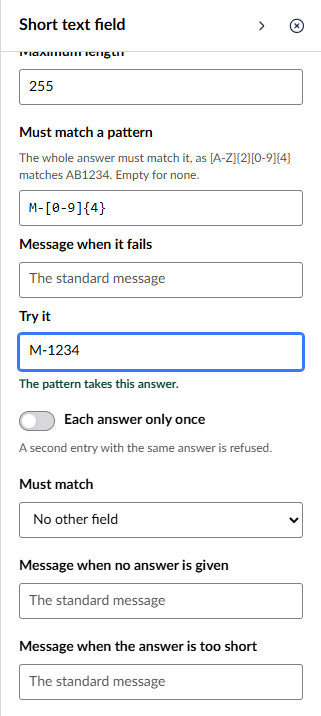 Short text field
Maximum length
255
Must match a pattern
The whole answer must match it, as [A-Z]{2}[0-9]{4}
matches AB1234. Empty for none.
M-[0-9]{4}
Message when it fails
The standard message
Try it
M-1234
The pattern takes this answer.
Each answer only once
A second entry with the same answer is refused.
Must match
No other field
Message when no answer is given
The standard message
Message when the answer is too short
The standard message